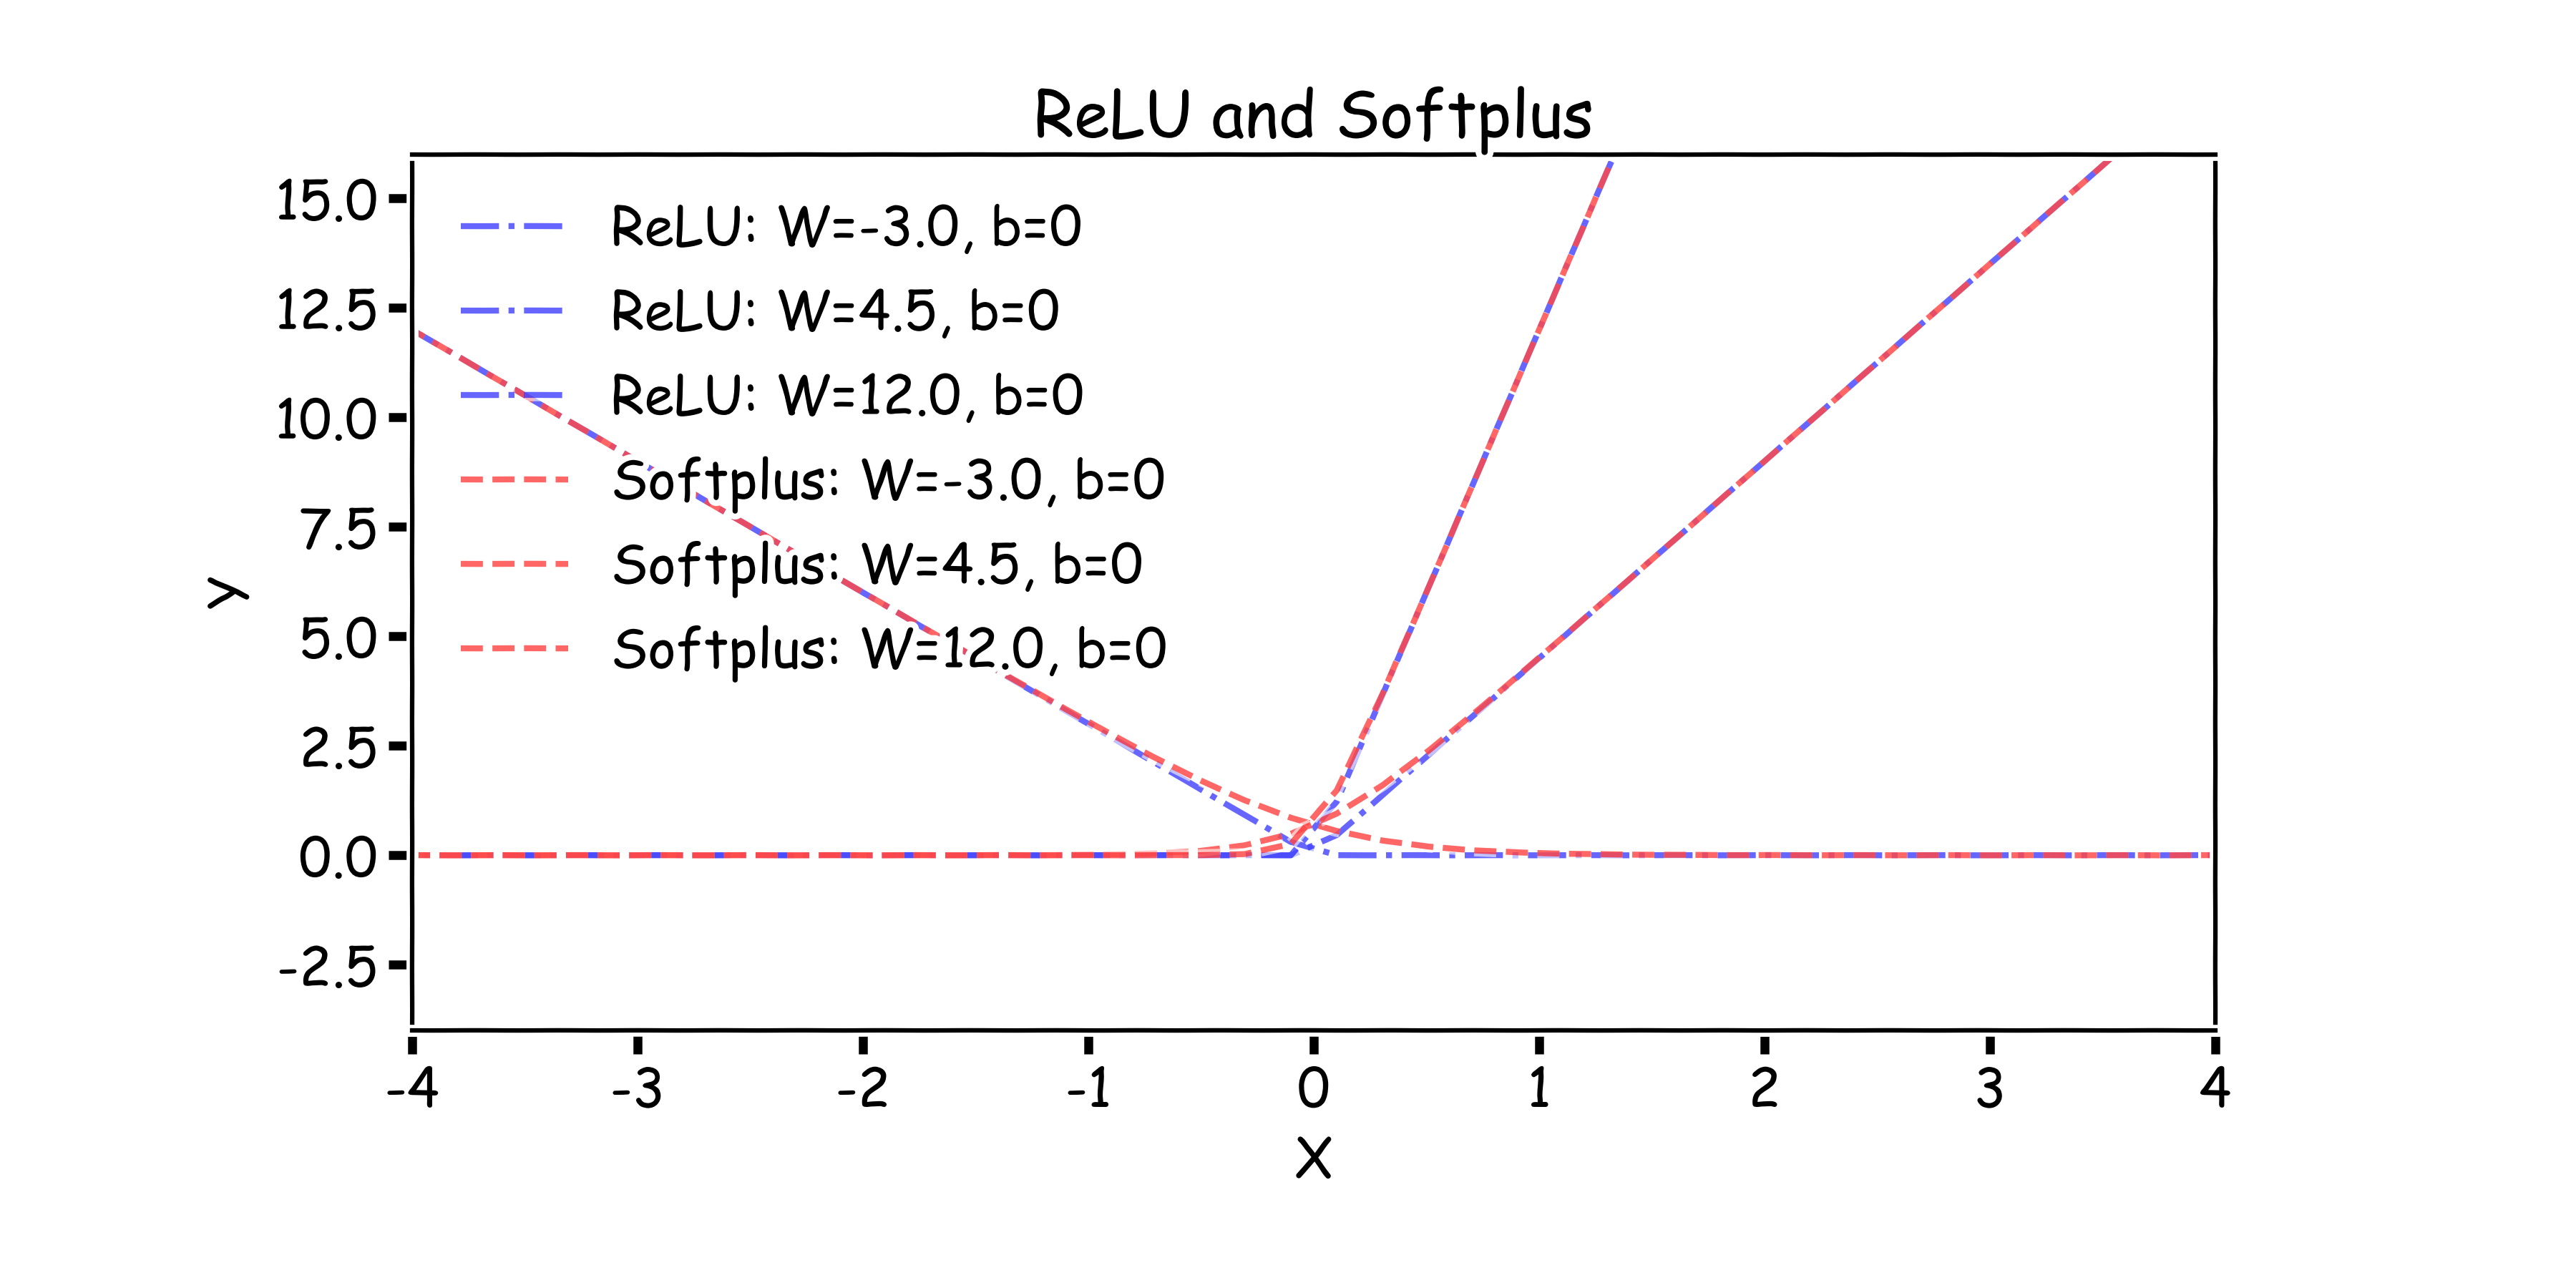 ReLU and Softplus
15.0
12.5
10.0
7.5
5.0
2.5
0.0
-2.5
y
ReLU: W=-3.0, b=0
ReLU: W=4.5, b=0
ReLU: W=12.0, b=0
Softplus: W=-3.0, b=0
Softplus: W=4.5, b=0
Softplus: W=12.0, b=0
-4 -3 -2 -1 0 1 2 3 4
X